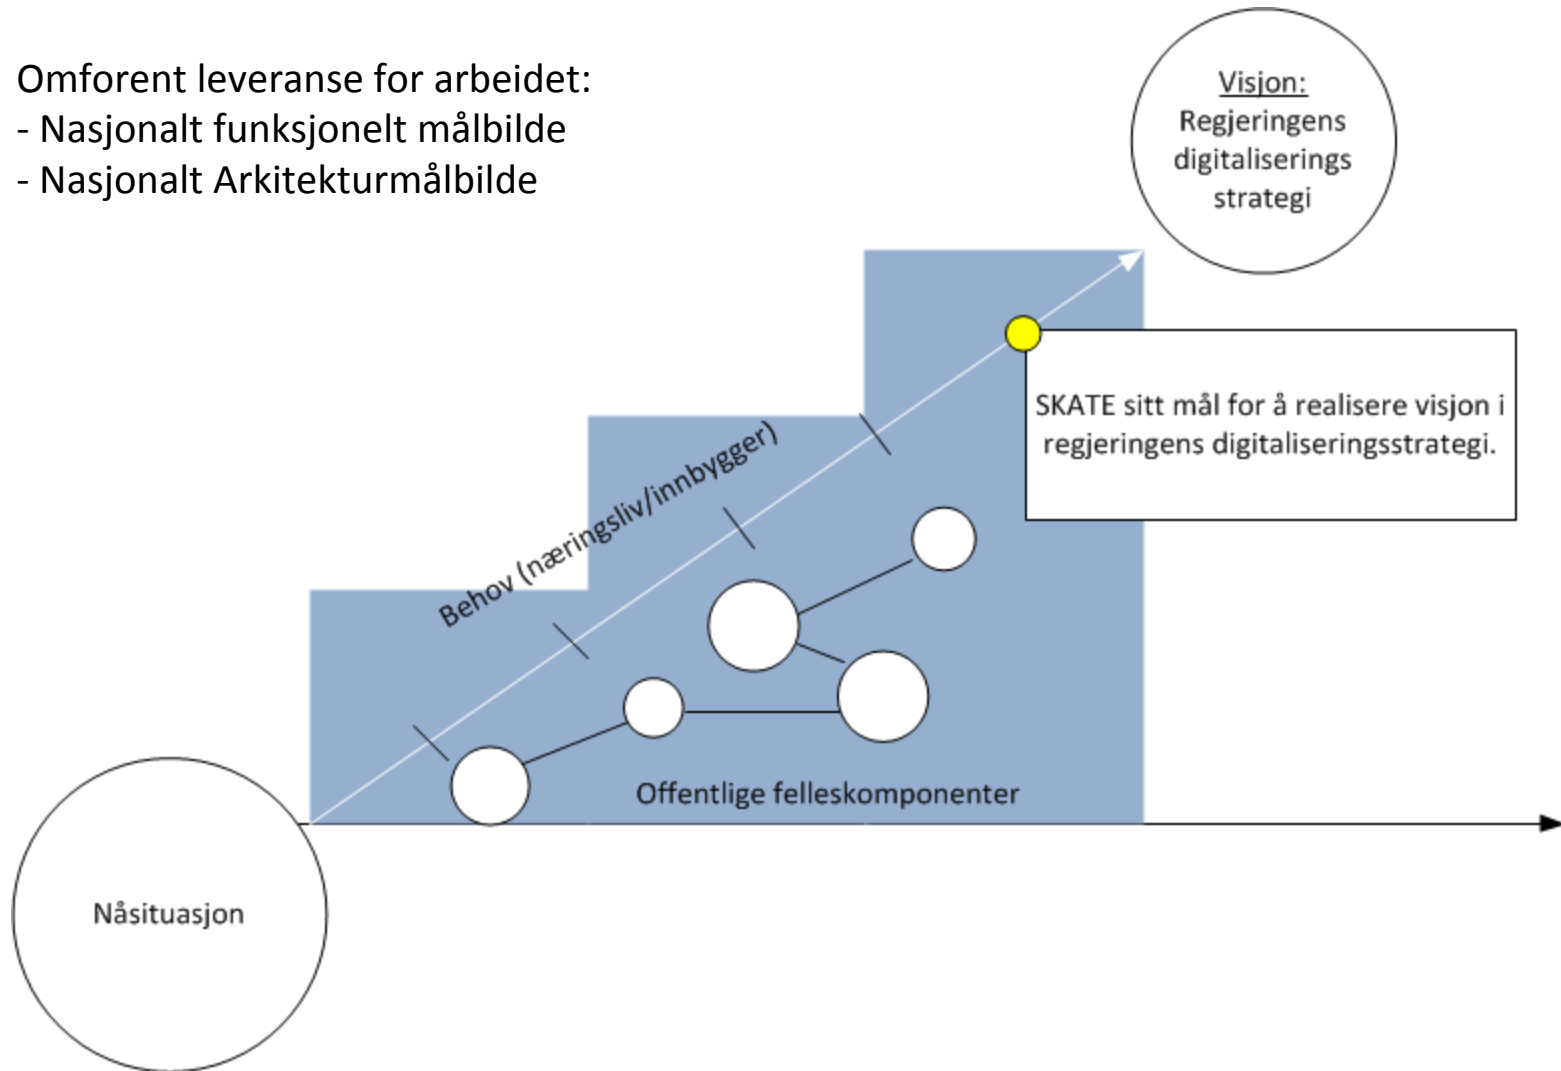 Omforent leveranse for arbeidet:
- Nasjonalt funksjonelt målbilde
- Nasjonalt Arkitekturmålbilde
Visjon:
Regjeringens
digitaliserings
strategi
SKATE sitt mål for å realisere visjon i
regjeringens digitaliseringsstrategi.
Behov (næringsliv/innbygger)
Offentlige felleskomponenter
Nåsituasjon